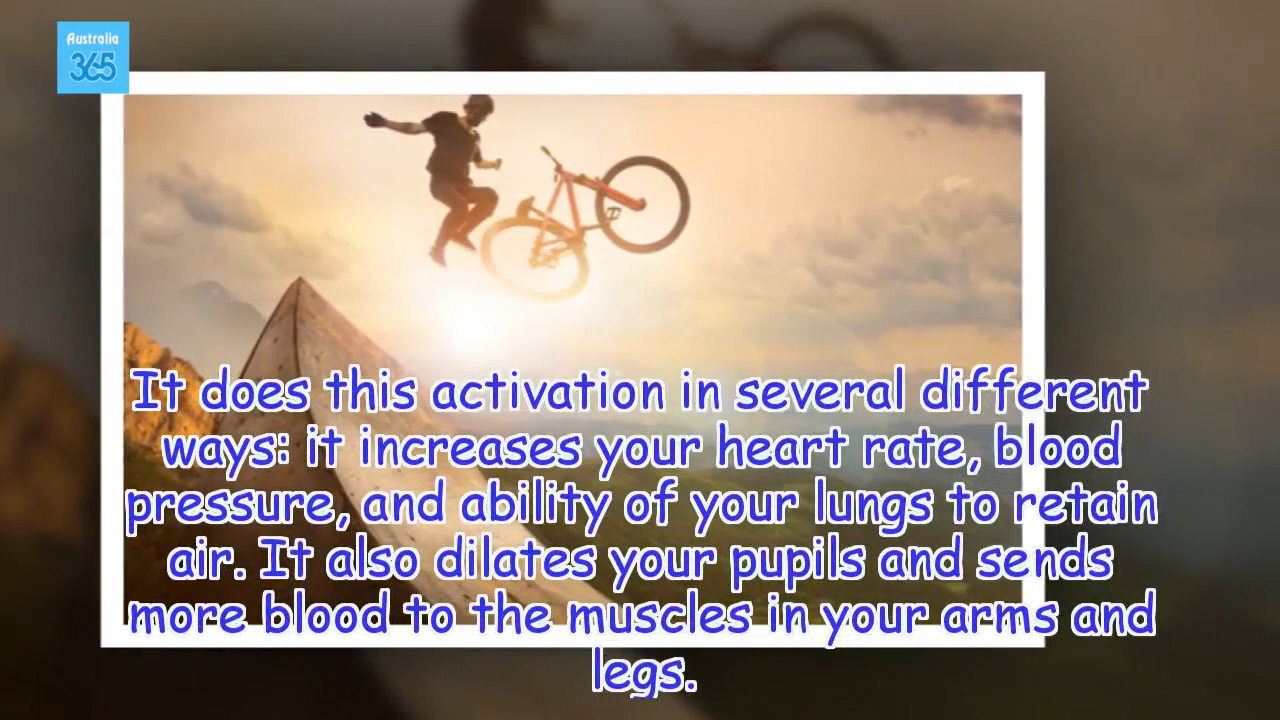 Australia
365
It does this activation in several different
ways: it increases your heart rate, blood
pressure, and ability of your lungs to retain
air. It also dilates your pupils and sends
more blood to the muscles in your arms and
legs.